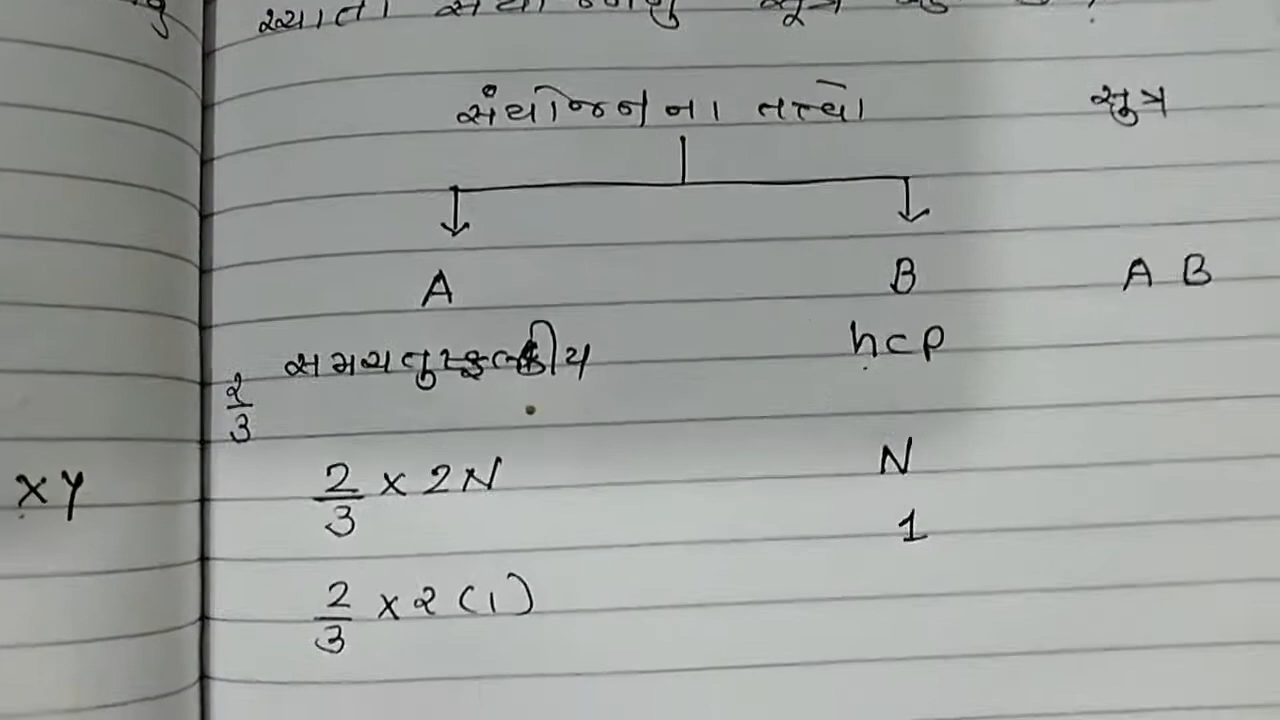 સંયોજનના તત્વો સૂત્ર
A B A B
સમચતુષ્ફલકીય hcp
2/3
2/3 × 2N N
XY
1
2/3 × 2 (1)